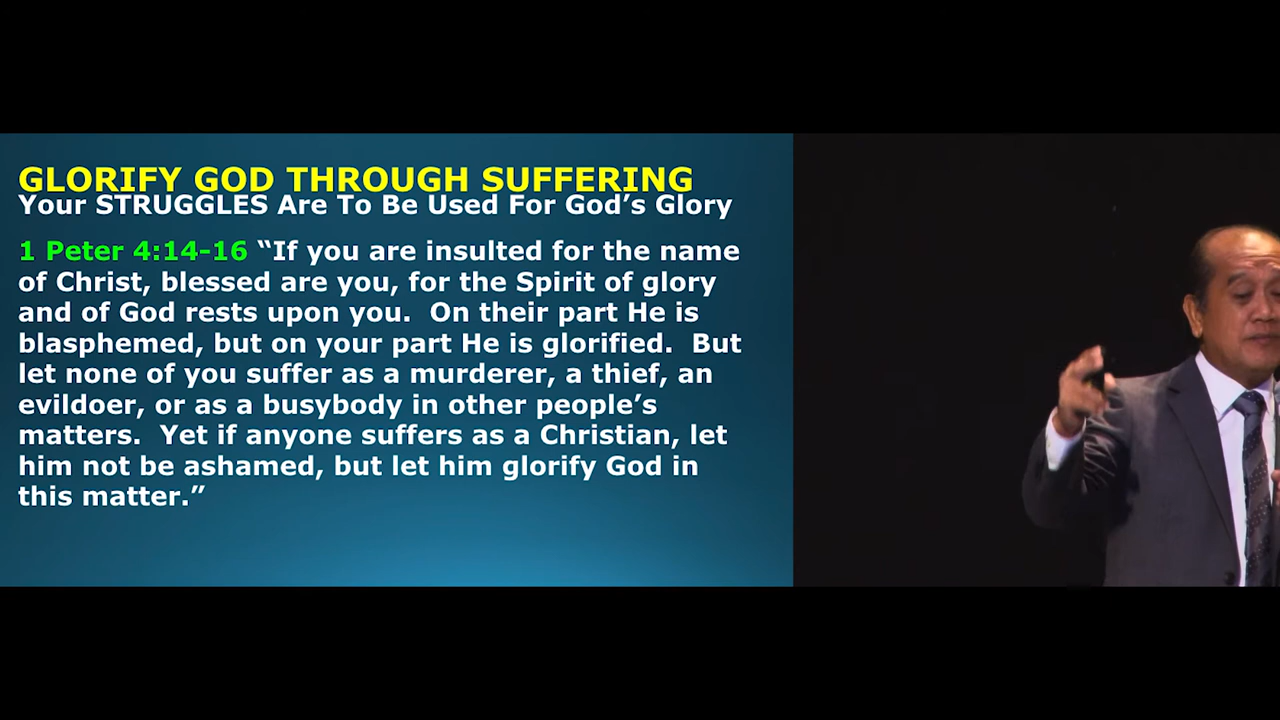 GLORIFY GOD THROUGH SUFFERING
Your STRUGGLES Are To Be Used For God’s Glory
1 Peter 4:14-16 “If you are insulted for the name
of Christ, blessed are you, for the Spirit of glory
and of God rests upon you.  On their part He is
blasphemed, but on your part He is glorified.  But
let none of you suffer as a murderer, a thief, an
evildoer, or as a busybody in other people’s
matters.  Yet if anyone suffers as a Christian, let
him not be ashamed, but let him glorify God in
this matter.”